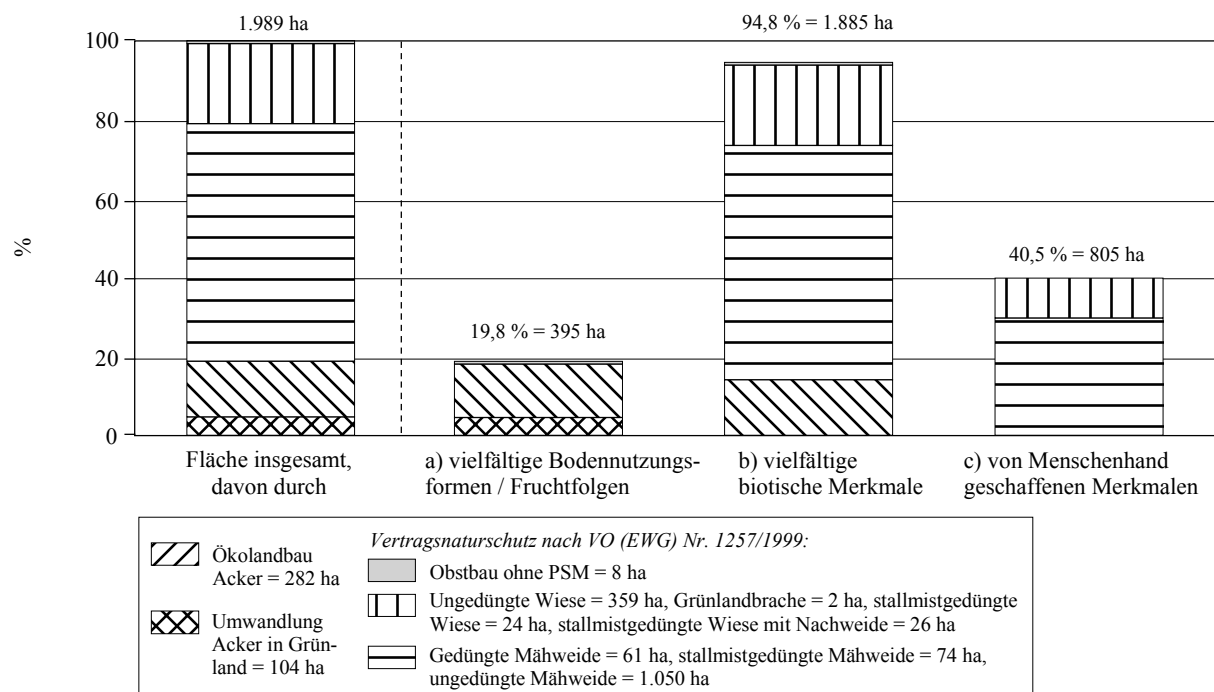 1.989 ha
94,8 % = 1.885 ha
40,5 % = 805 ha
19,8 % = 395 ha
100
80
60
40
20
0
%
Fläche insgesamt,
davon durch
a) vielfältige Bodennutzungs-
formen / Fruchtfolgen
b) vielfältige
biotische Merkmale
c) von Menschenhand
geschaffenen Merkmalen
Ökolandbau
Acker = 282 ha
Umwandlung
Acker in Grün-
land = 104 ha
Vertragsnaturschutz nach VO (EWG) Nr. 1257/1999:
Obstbau ohne PSM = 8 ha
Ungedüngte Wiese = 359 ha, Grünlandbrache = 2 ha, stallmistgedüngte
Wiese = 24 ha, stallmistgedüngte Wiese mit Nachweide = 26 ha
Gedüngte Mähweide = 61 ha, stallmistgedüngte Mähweide = 74 ha,
ungedüngte Mähweide = 1.050 ha